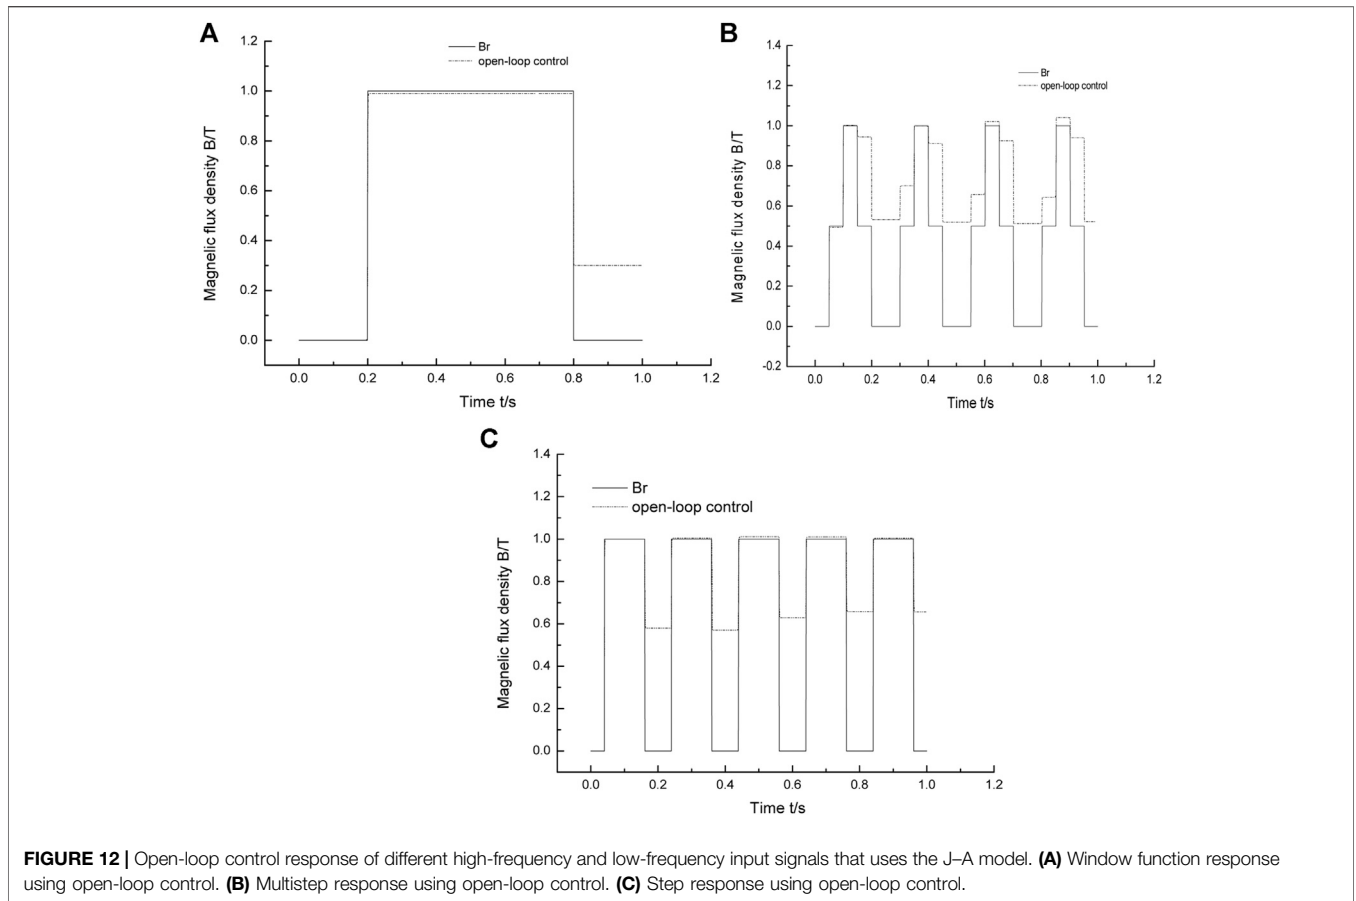 A
1.2
1.0
0.8
0.6
0.4
0.2
0.0
Magnelic flux density B/T
Br
open-loop control
0.0 0.2 0.4 0.6 0.8 1.0 1.2
Time t/s
B
1.4
1.2
1.0
0.8
0.6
0.4
0.2
0.0
-0.2
Magnelic flux density B/T
Br
open-loop control
0.0 0.2 0.4 0.6 0.8 1.0 1.2
Time t/s
C
1.4
1.2
1.0
0.8
0.6
0.4
0.2
0.0
Magnelic flux density B/T
Br
open-loop control
0.0 0.2 0.4 0.6 0.8 1.0 1.2
Time t/s
FIGURE 12 | Open-loop control response of different high-frequency and low-frequency input signals that uses the J–A model. (A) Window function response
using open-loop control. (B) Multistep response using open-loop control. (C) Step response using open-loop control.